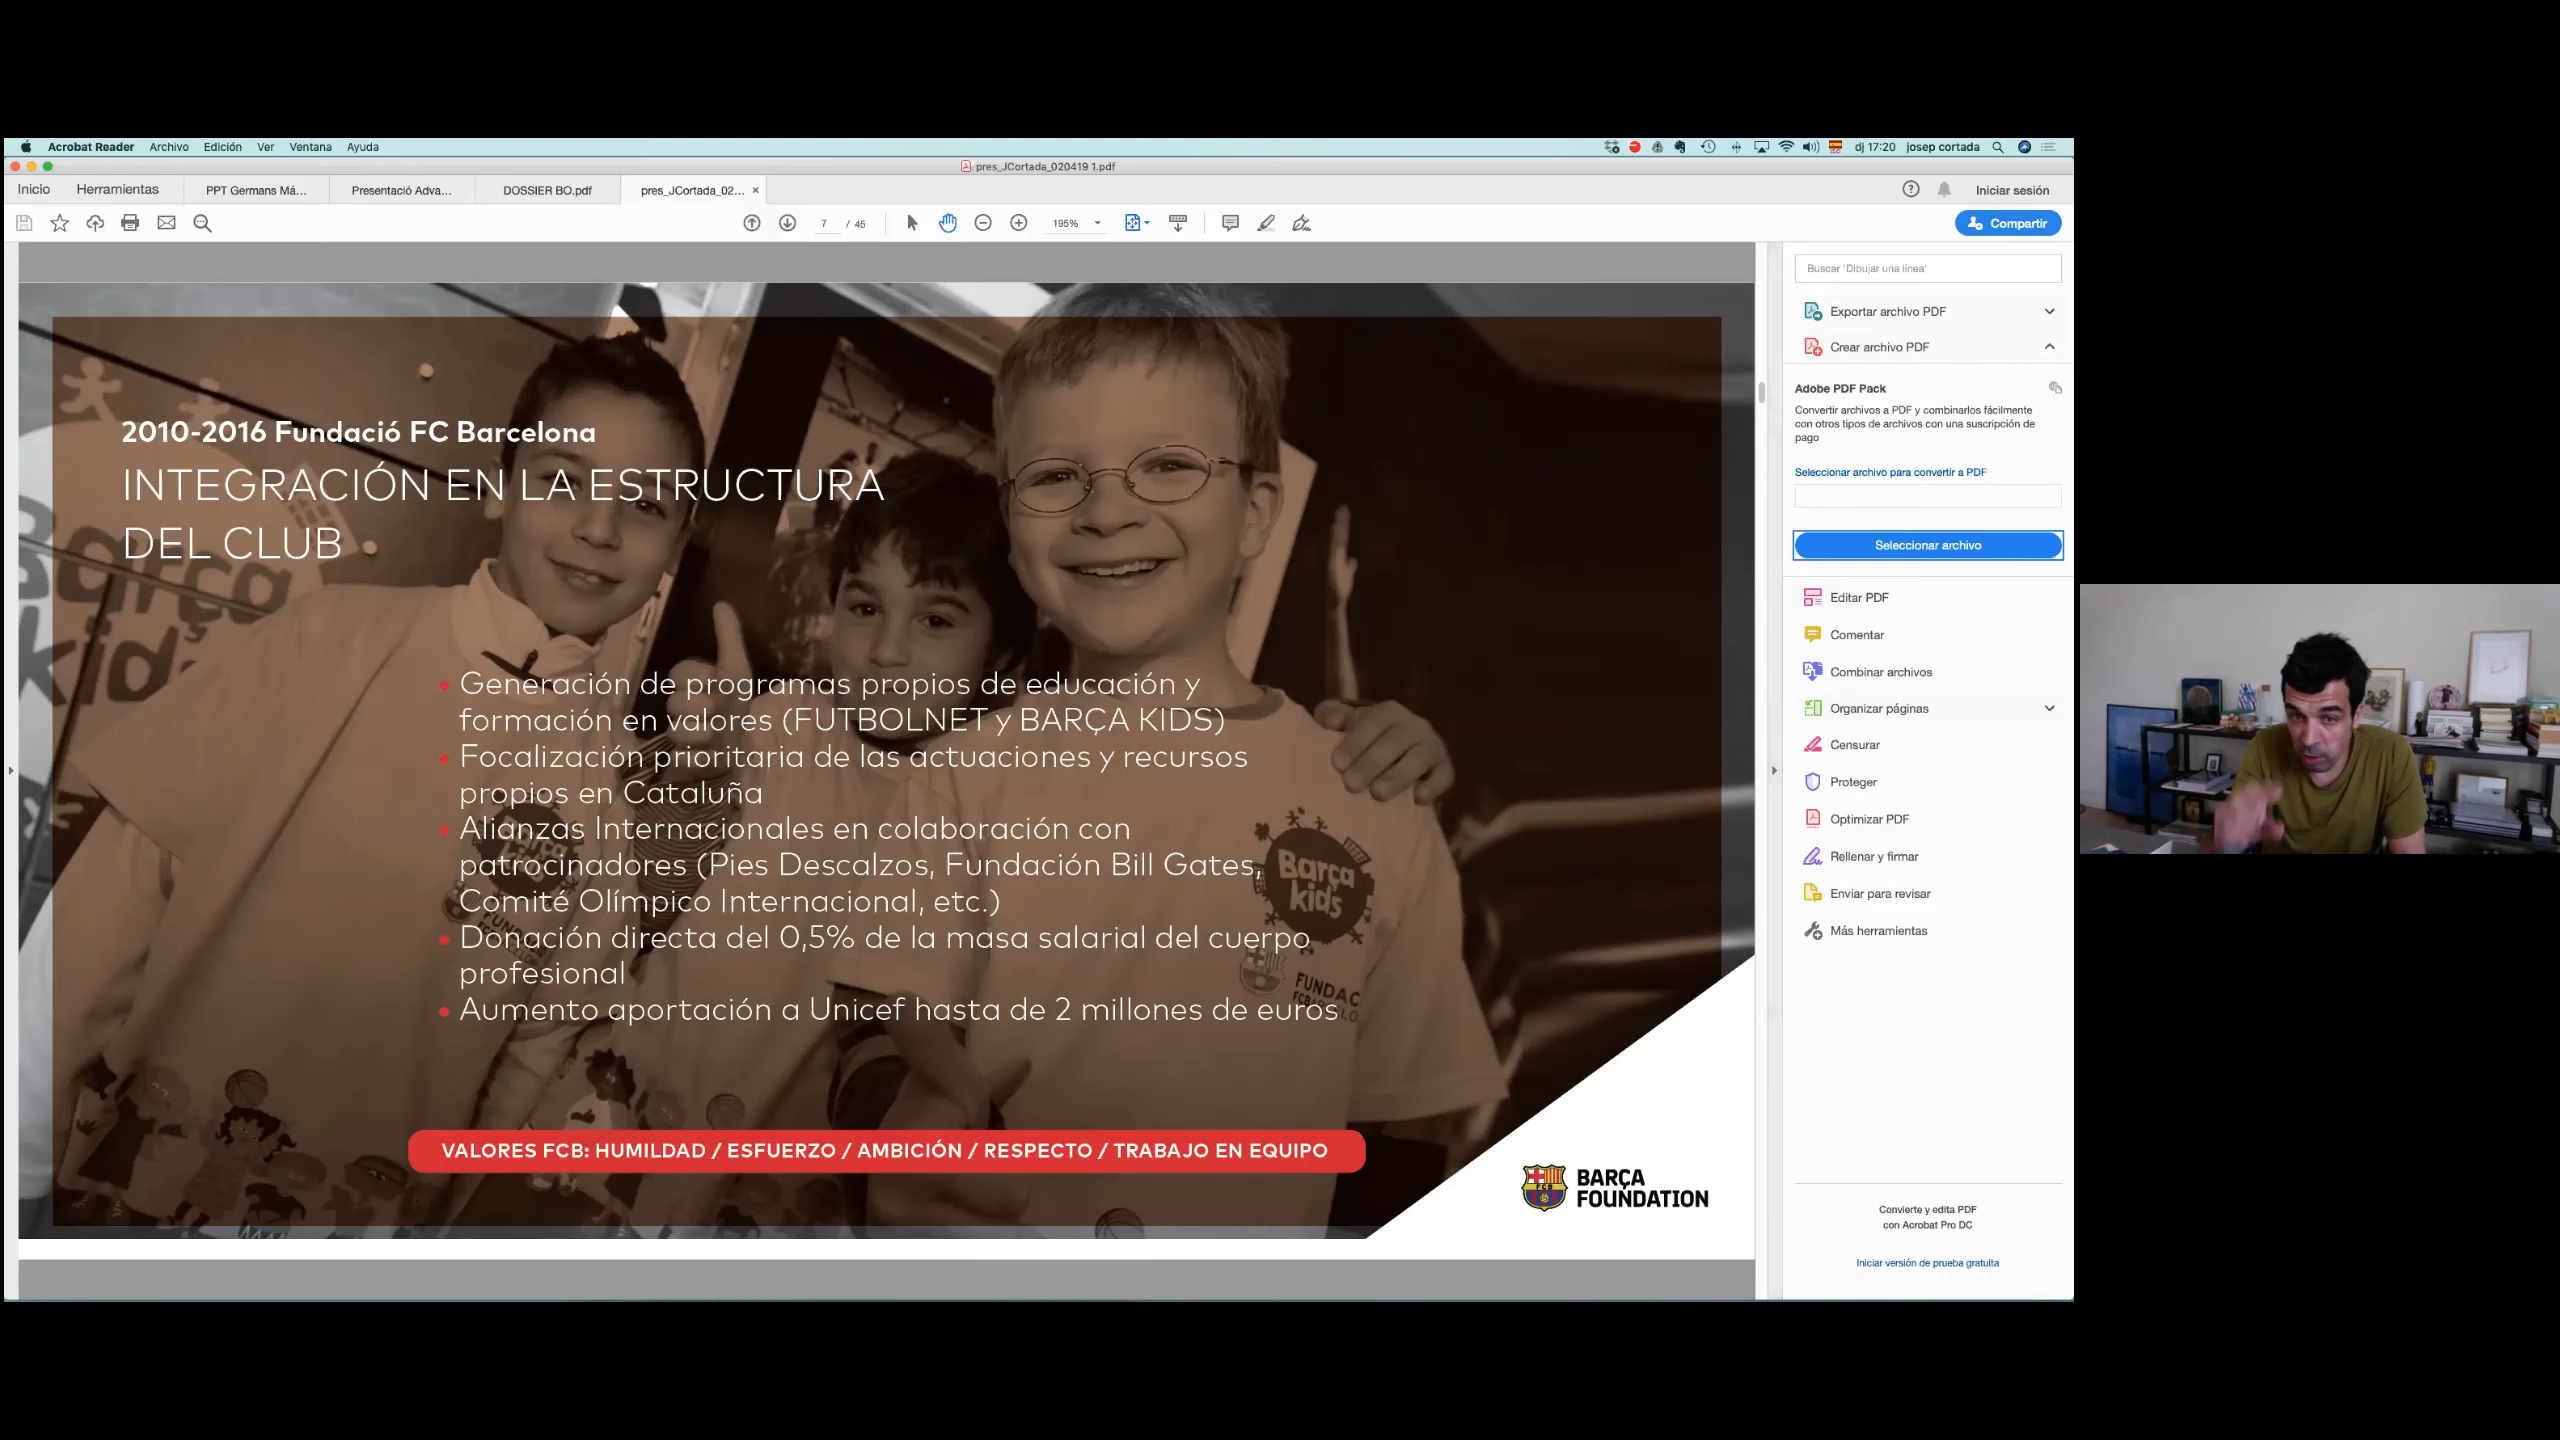 Acrobat Reader Archivo Edición Ver Ventana Ayuda
dj 17:20 josep cortada
pres_JCortada_020419 1.pdf
Inicio Herramientas PPT Germans Má... Presentació Adva... DOSSIER BO.pdf pres_JCortada_02... × Iniciar sesión
7 / 45 195% Compartir
Buscar 'Dibujar una línea'
Exportar archivo PDF
Crear archivo PDF
Adobe PDF Pack
Convertir archivos a PDF y combinarlos fácilmente
con otros tipos de archivos con una suscripción de
pago
Seleccionar archivo para convertir a PDF
Seleccionar archivo
Editar PDF
Comentar
Combinar archivos
Organizar páginas
Censurar
Proteger
Optimizar PDF
Rellenar y firmar
Enviar para revisar
Más herramientas
Convierte y edita PDF
con Acrobat Pro DC
Iniciar versión de prueba gratuita
2010-2016 Fundació FC Barcelona
INTEGRACIÓN EN LA ESTRUCTURA
DEL CLUB
Barça
kids
• Generación de programas propios de educación y
formación en valores (FUTBOLNET y BARÇA KIDS)
• Focalización prioritaria de las actuaciones y recursos
propios en Cataluña
• Alianzas Internacionales en colaboración con
patrocinadores (Pies Descalzos, Fundación Bill Gates,
Comité Olímpico Internacional, etc.)
• Donación directa del 0,5% de la masa salarial del cuerpo
profesional
• Aumento aportación a Unicef hasta de 2 millones de euros
Barça
kids
FUNDAC
VALORES FCB: HUMILDAD / ESFUERZO / AMBICIÓN / RESPECTO / TRABAJO EN EQUIPO
FCB
BARÇA
FOUNDATION